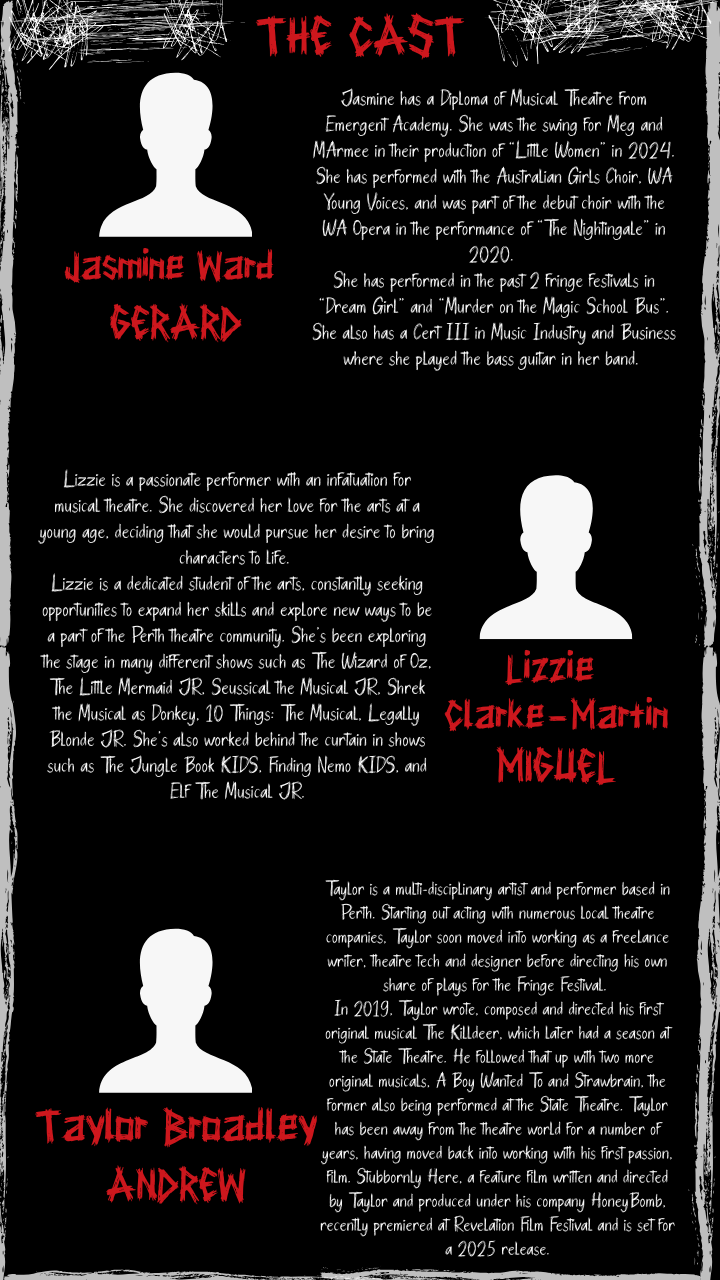 THE CAST
Jasmine has a Diploma of Musical Theatre from
Emergent Academy. She was the swing for Meg and
MArmee in their production of "Little Women" in 2024.
She has performed with the Australian Girls Choir, WA
Young Voices, and was part of the debut choir with the
WA Opera in the performance of "The Nightingale" in
2020.
She has performed in the past 2 Fringe Festivals in
"Dream Girl" and "Murder on the Magic School Bus".
She also has a Cert III in Music Industry and Business
where she played the bass guitar in her band.
Jasmine Ward
GERARD
Lizzie is a passionate performer with an infatuation for
musical theatre. She discovered her love for the arts at a
young age, deciding that she would pursue her desire to bring
characters to life.
Lizzie is a dedicated student of the arts, constantly seeking
opportunities to expand her skills and explore new ways to be
a part of the Perth theatre community. She's been exploring
the stage in many different shows such as The Wizard of Oz,
The Little Mermaid JR, Seussical the Musical JR, Shrek
the Musical as Donkey, 10 Things: The Musical, Legally
Blonde JR. She's also worked behind the curtain in shows
such as The Jungle Book KIDS, Finding Nemo KIDS, and
Elf The Musical JR.
Lizzie
Clarke-Martin
MIGUEL
Taylor is a multi-disciplinary artist and performer based in
Perth. Starting out acting with numerous local theatre
companies, Taylor soon moved into working as a freelance
writer, theatre tech and designer before directing his own
share of plays for the Fringe Festival.
In 2019, Taylor wrote, composed and directed his first
original musical The Killdeer, which later had a season at
the State Theatre. He followed that up with two more
original musicals, A Boy Wanted To and Strawbrain, the
former also being performed at the State Theatre. Taylor
has been away from the theatre world for a number of
years, having moved back into working with his first passion,
film. Stubbornly Here, a feature film written and directed
by Taylor and produced under his company HoneyBomb,
recently premiered at Revelation Film Festival and is set for
a 2025 release.
Taylor Broadley
ANDREW